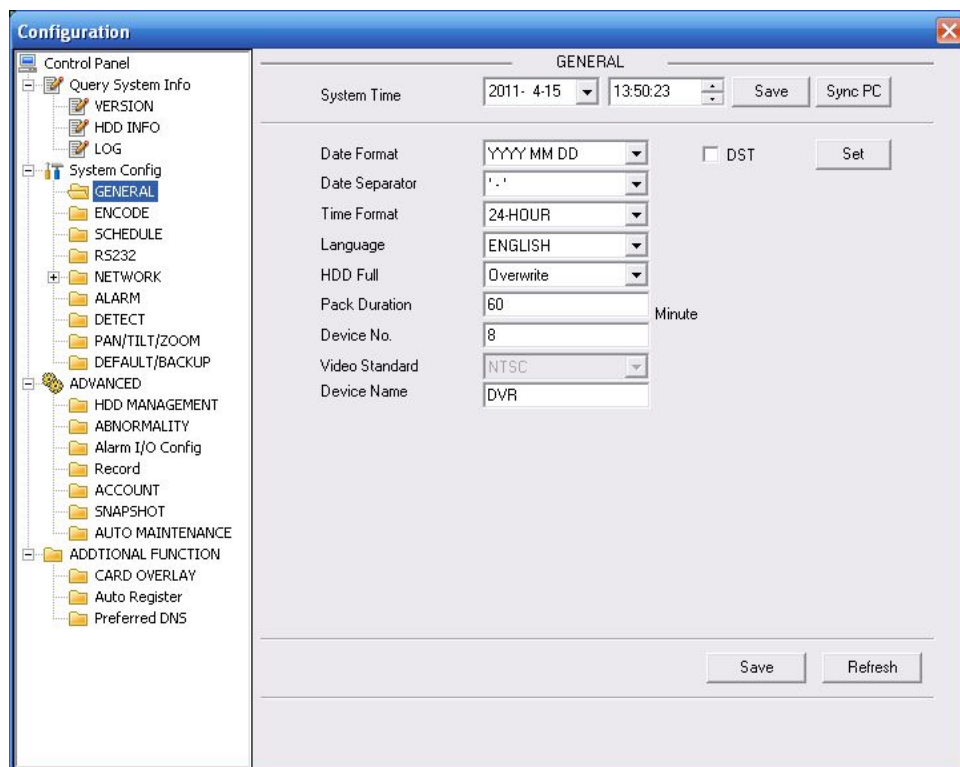 Configuration
Control Panel
Query System Info
VERSION
HDD INFO
LOG
System Config
GENERAL
ENCODE
SCHEDULE
RS232
NETWORK
ALARM
DETECT
PAN/TILT/ZOOM
DEFAULT/BACKUP
ADVANCED
HDD MANAGEMENT
ABNORMALITY
Alarm I/O Config
Record
ACCOUNT
SNAPSHOT
AUTO MAINTENANCE
ADDTIONAL FUNCTION
CARD OVERLAY
Auto Register
Preferred DNS
GENERAL
System Time 2011- 4-15 13:50:23 Save Sync PC
Date Format YYYY MM DD DST Set
Date Separator '-'
Time Format 24-HOUR
Language ENGLISH
HDD Full Overwrite
Pack Duration 60 Minute
Device No. 8
Video Standard NTSC
Device Name DVR
Save Refresh